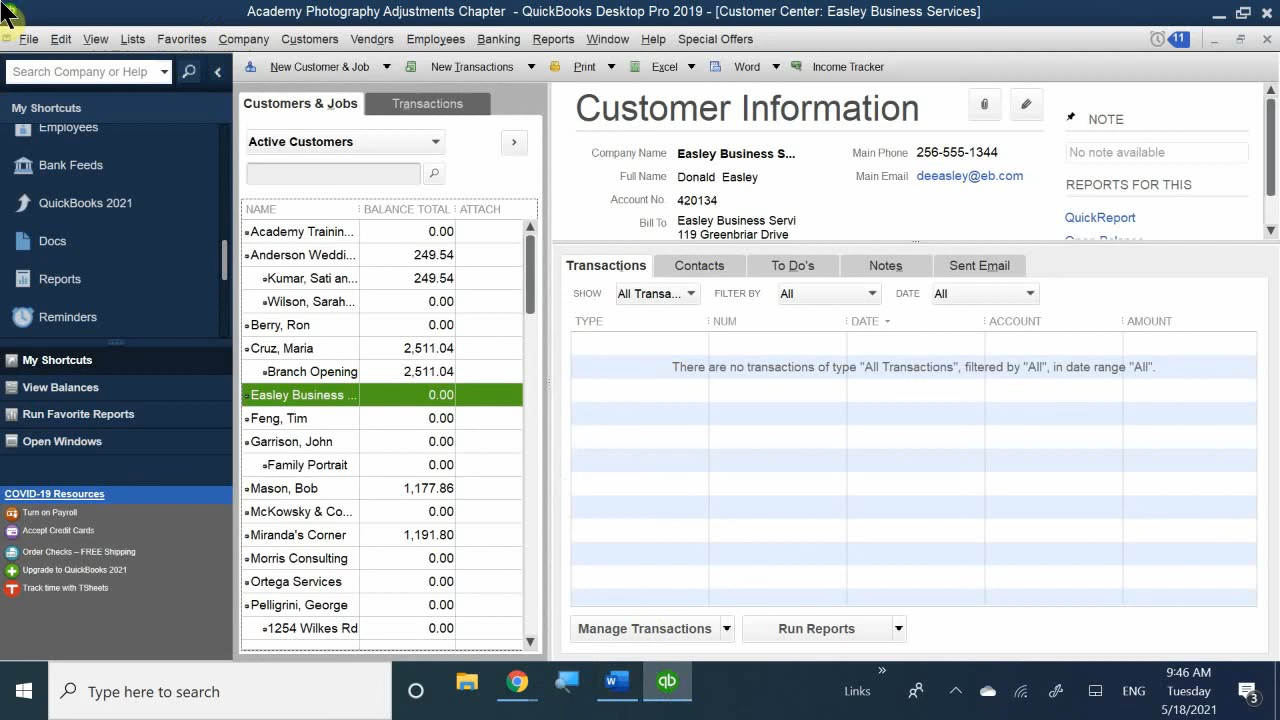 Academy Photography Adjustments Chapter - QuickBooks Desktop Pro 2019 - [Customer Center: Easley Business Services]
File Edit View Lists Favorites Company Customers Vendors Employees Banking Reports Window Help Special Offers 11
Search Company or Help
New Customer & Job New Transactions Print Excel Word Income Tracker
My Shortcuts
Employees
Bank Feeds
QuickBooks 2021
Docs
Reports
Reminders
My Shortcuts
View Balances
Run Favorite Reports
Open Windows
COVID-19 Resources
Turn on Payroll
Accept Credit Cards
Order Checks – FREE Shipping
Upgrade to QuickBooks 2021
Track time with TSheets
Customers & Jobs Transactions
Active Customers
NAME BALANCE TOTAL ATTACH
Academy Trainin... 0.00
Anderson Weddi... 249.54
Kumar, Sati an... 249.54
Wilson, Sarah... 0.00
Berry, Ron 0.00
Cruz, Maria 2,511.04
Branch Opening 2,511.04
Easley Business ... 0.00
Feng, Tim 0.00
Garrison, John 0.00
Family Portrait 0.00
Mason, Bob 1,177.86
McKowsky & Co... 0.00
Miranda's Corner 1,191.80
Morris Consulting 0.00
Ortega Services 0.00
Pelligrini, George 0.00
1254 Wilkes Rd 0.00
Customer Information
Company Name Easley Business S...
Full Name Donald Easley
Account No. 420134
Bill To Easley Business Servi
119 Greenbriar Drive
Main Phone 256-555-1344
Main Email deeasley@eb.com
NOTE
No note available
REPORTS FOR THIS
QuickReport
Transactions Contacts To Do's Notes Sent Email
SHOW All Transa... FILTER BY All DATE All
TYPE NUM DATE ACCOUNT AMOUNT
There are no transactions of type "All Transactions", filtered by "All", in date range "All".
Manage Transactions Run Reports
Type here to search
W
qb
Links
ENG
9:46 AM
Tuesday
5/18/2021
3